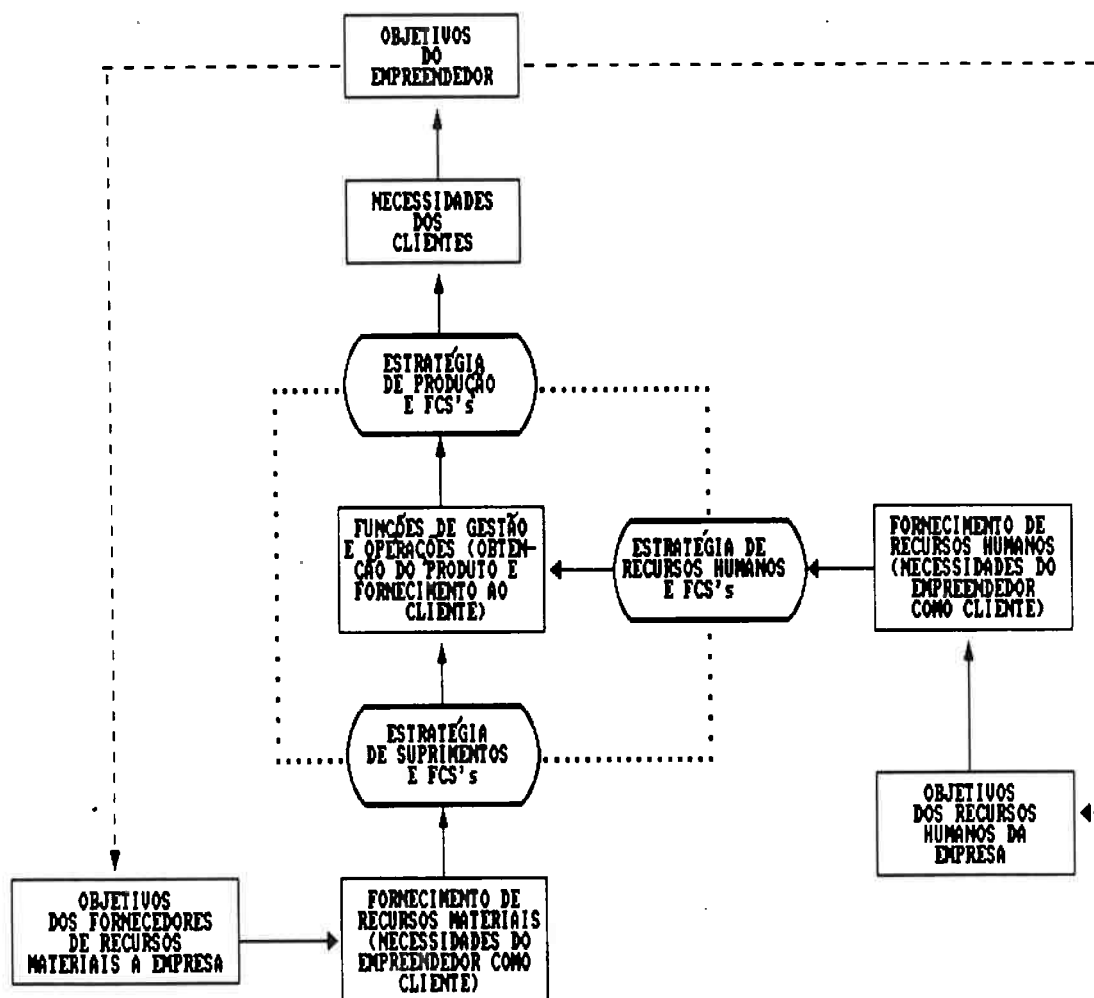 OBJETIVOS
DO
EMPREENDEDOR
NECESSIDADES
DOS
CLIENTES
ESTRATÉGIA
DE PRODUÇÃO
E FCS's
FUNCÕES DE GESTÃO
E OPERAÇÕES (OBTEN-
ÇÃO DO PRODUTO E
FORNECIMENTO AO
CLIENTE)
ESTRATÉGIA DE
RECURSOS HUMANOS
E FCS's
FORNECIMENTO DE
RECURSOS HUMANOS
(NECESSIDADES DO
EMPREENDEDOR
COMO CLIENTE)
ESTRATÉGIA
DE SUPRIMENTOS
E FCS's
OBJETIVOS
DOS RECURSOS
HUMANOS DA
EMPRESA
OBJETIVOS
DOS FORNECEDORES
DE RECURSOS
MATERIAIS A EMPRESA
FORNECIMENTO DE
RECURSOS MATERIAIS
(NECESSIDADES DO
EMPREENDEDOR COMO
CLIENTE)